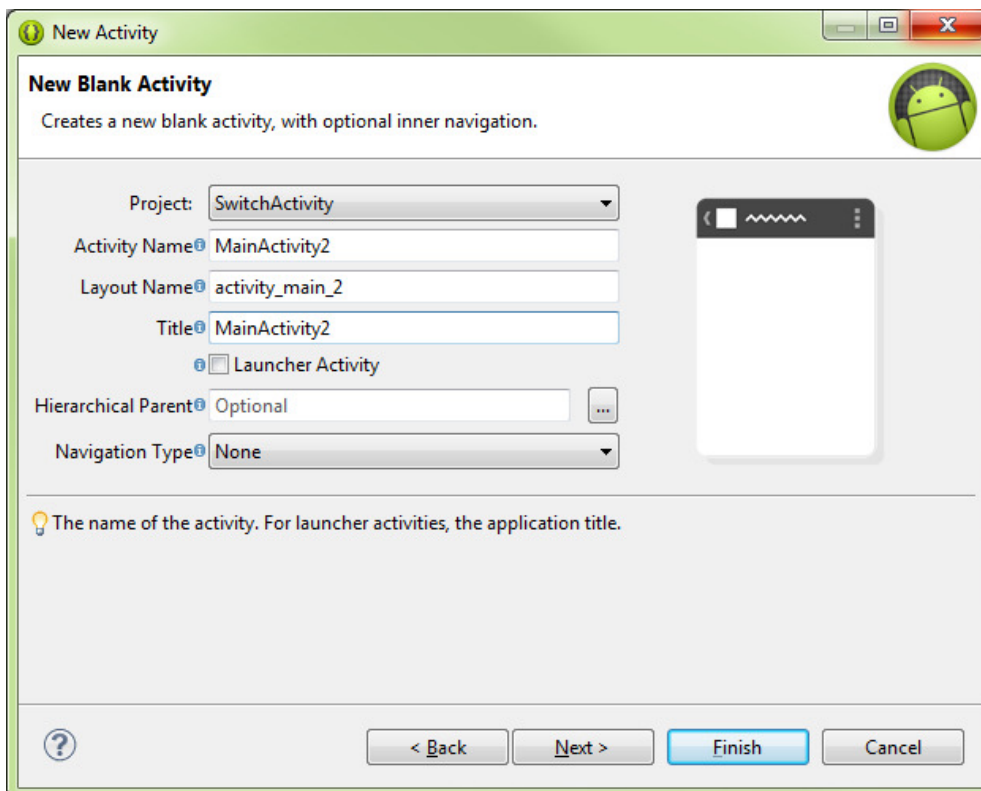 New Activity
New Blank Activity
Creates a new blank activity, with optional inner navigation.
Project: SwitchActivity
Activity Name MainActivity2
Layout Name activity_main_2
Title MainActivity2
Launcher Activity
Hierarchical Parent Optional ...
Navigation Type None
The name of the activity. For launcher activities, the application title.
? < Back Next > Finish Cancel